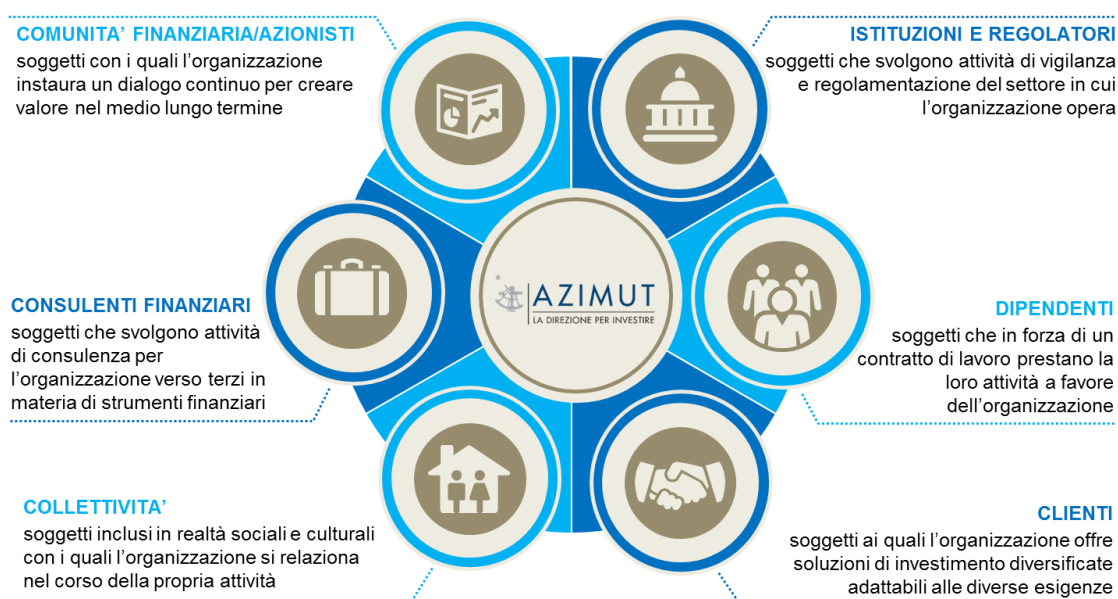 COMUNITA’ FINANZIARIA/AZIONISTI
soggetti con i quali l’organizzazione
instaura un dialogo continuo per creare
valore nel medio lungo termine
ISTITUZIONI E REGOLATORI
soggetti che svolgono attività di vigilanza
e regolamentazione del settore in cui
l’organizzazione opera
CONSULENTI FINANZIARI
soggetti che svolgono attività
di consulenza per
l’organizzazione verso terzi in
materia di strumenti finanziari
AZIMUT
LA DIREZIONE PER INVESTIRE
DIPENDENTI
soggetti che in forza di un
contratto di lavoro prestano la
loro attività a favore
dell’organizzazione
COLLETTIVITA’
soggetti inclusi in realtà sociali e culturali
con i quali l’organizzazione si relaziona
nel corso della propria attività
CLIENTI
soggetti ai quali l’organizzazione offre
soluzioni di investimento diversificate
adattabili alle diverse esigenze